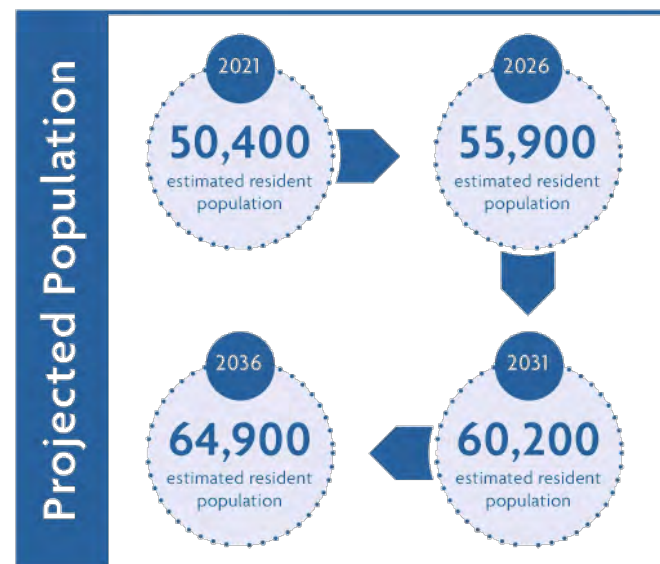 Projected Population
2021
50,400
estimated resident
population
2026
55,900
estimated resident
population
2031
60,200
estimated resident
population
2036
64,900
estimated resident
population